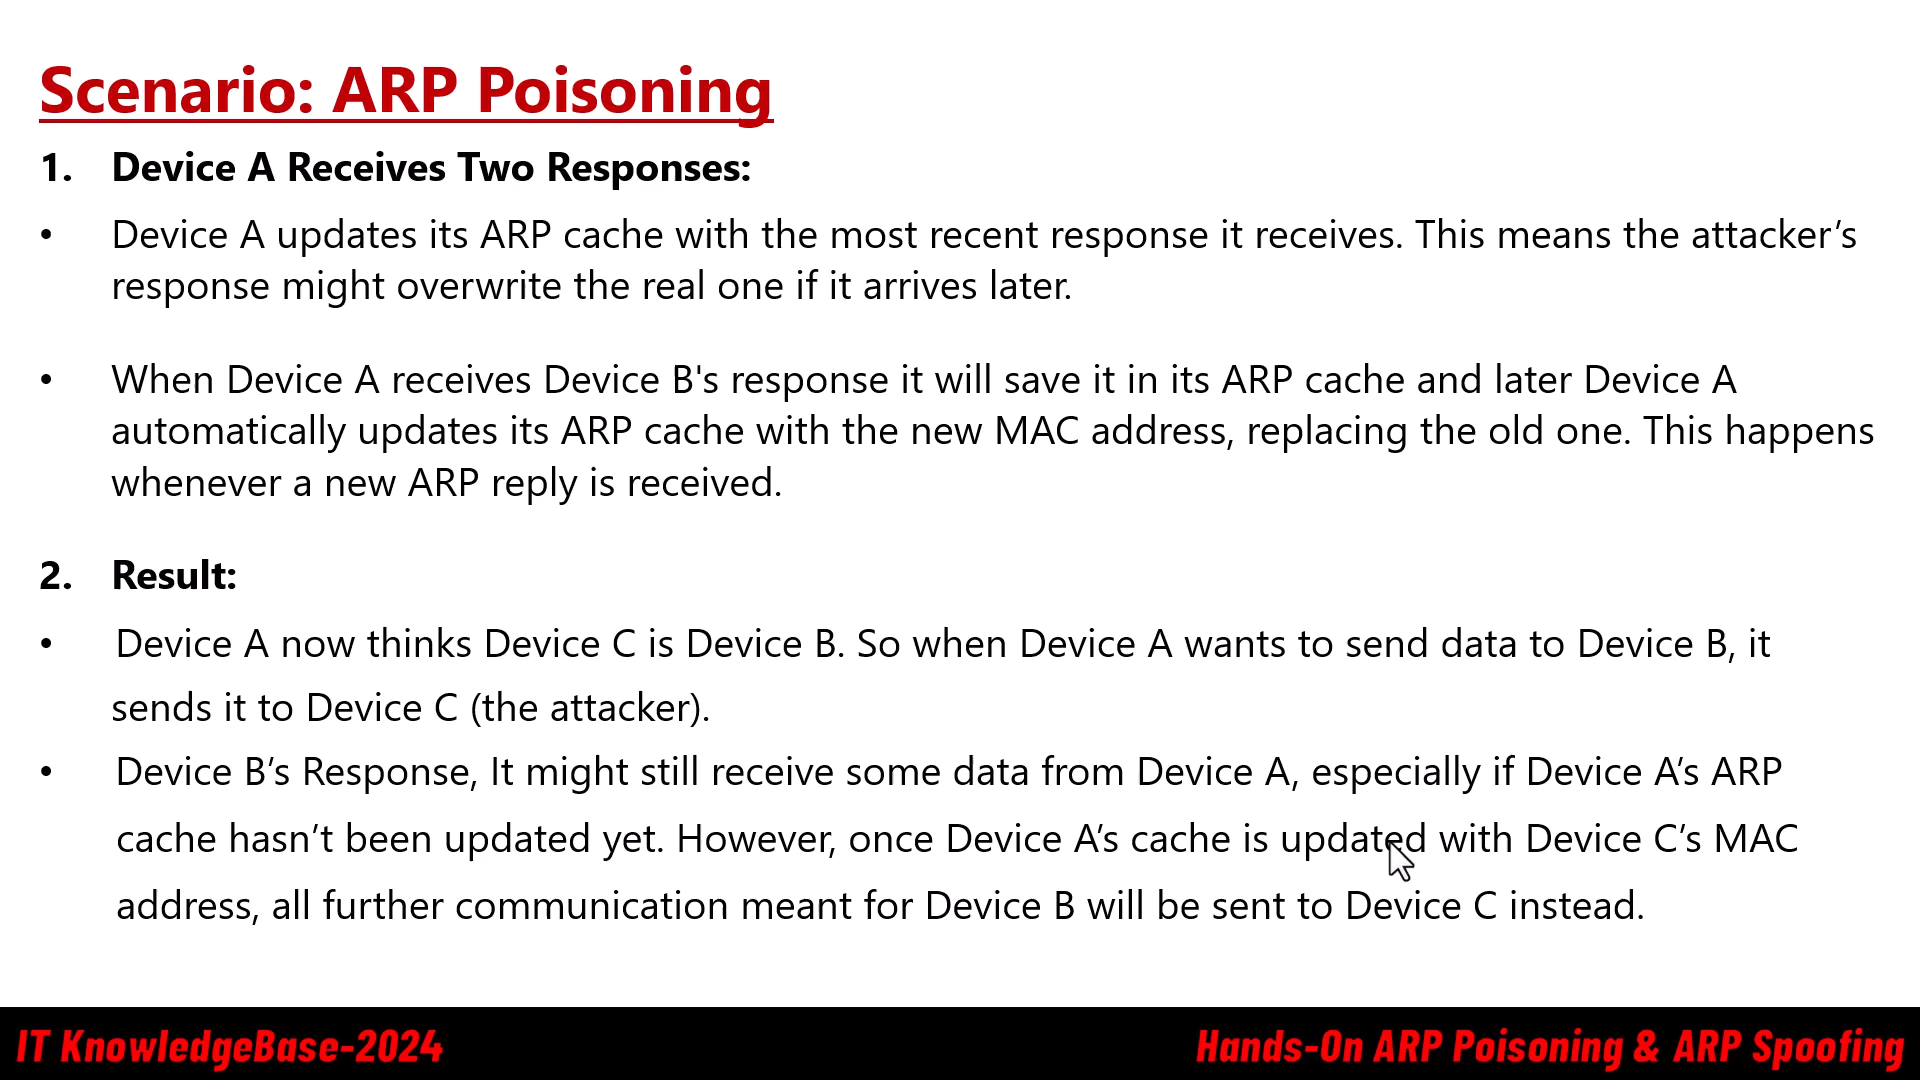 Scenario: ARP Poisoning
1. Device A Receives Two Responses:
• Device A updates its ARP cache with the most recent response it receives. This means the attacker’s
response might overwrite the real one if it arrives later.
• When Device A receives Device B's response it will save it in its ARP cache and later Device A
automatically updates its ARP cache with the new MAC address, replacing the old one. This happens
whenever a new ARP reply is received.
2. Result:
• Device A now thinks Device C is Device B. So when Device A wants to send data to Device B, it
sends it to Device C (the attacker).
• Device B’s Response, It might still receive some data from Device A, especially if Device A’s ARP
cache hasn’t been updated yet. However, once Device A’s cache is updated with Device C’s MAC
address, all further communication meant for Device B will be sent to Device C instead.
IT KnowledgeBase-2024
Hands-On ARP Poisoning & ARP Spoofing